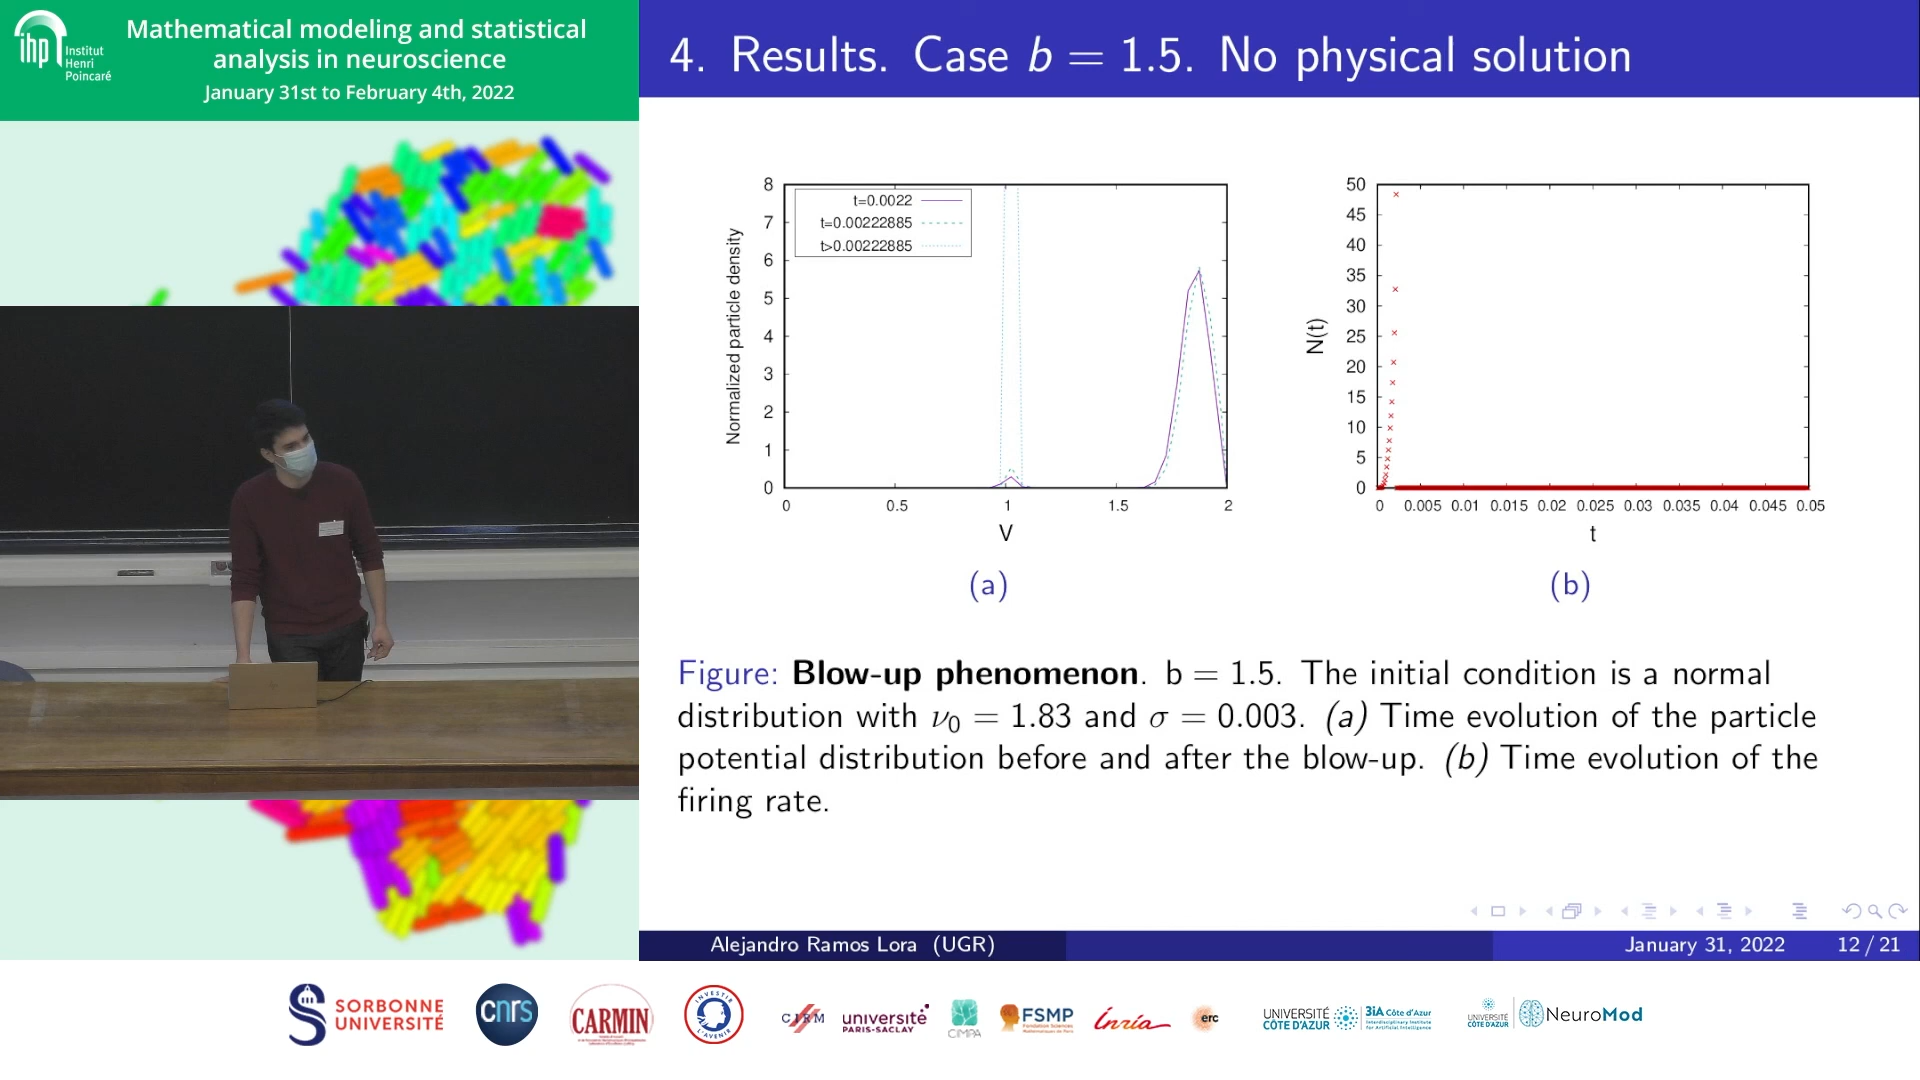 ihp Institut
Henri
Poincaré
Mathematical modeling and statistical
analysis in neuroscience
January 31st to February 4th, 2022
4. Results. Case b = 1.5. No physical solution
8
7
6
5
4
3
2
1
0
Normalized particle density
t=0.0022
t=0.00222885
t>0.00222885
0 0.5 1 1.5 2
V
(a)
50
45
40
35
30
25
20
15
10
5
0
N(t)
0 0.005 0.01 0.015 0.02 0.025 0.03 0.035 0.04 0.045 0.05
t
(b)
Figure: Blow-up phenomenon. b = 1.5. The initial condition is a normal
distribution with ν₀ = 1.83 and σ = 0.003. (a) Time evolution of the particle
potential distribution before and after the blow-up. (b) Time evolution of the
firing rate.
Alejandro Ramos Lora (UGR) January 31, 2022 12 / 21
SORBONNE
UNIVERSITÉ
cnrs
CARMIN
INVESTIR
L'AVENIR
CIRM
université
PARIS-SACLAY
CIMPA
FSMP
Fondation Sciences
Mathématiques de Paris
Inria
erc
UNIVERSITÉ
CÔTE D'AZUR
3iA Côte d'Azur
Interdisciplinary Institute
for Artificial Intelligence
UNIVERSITÉ
CÔTE D'AZUR
NeuroMod